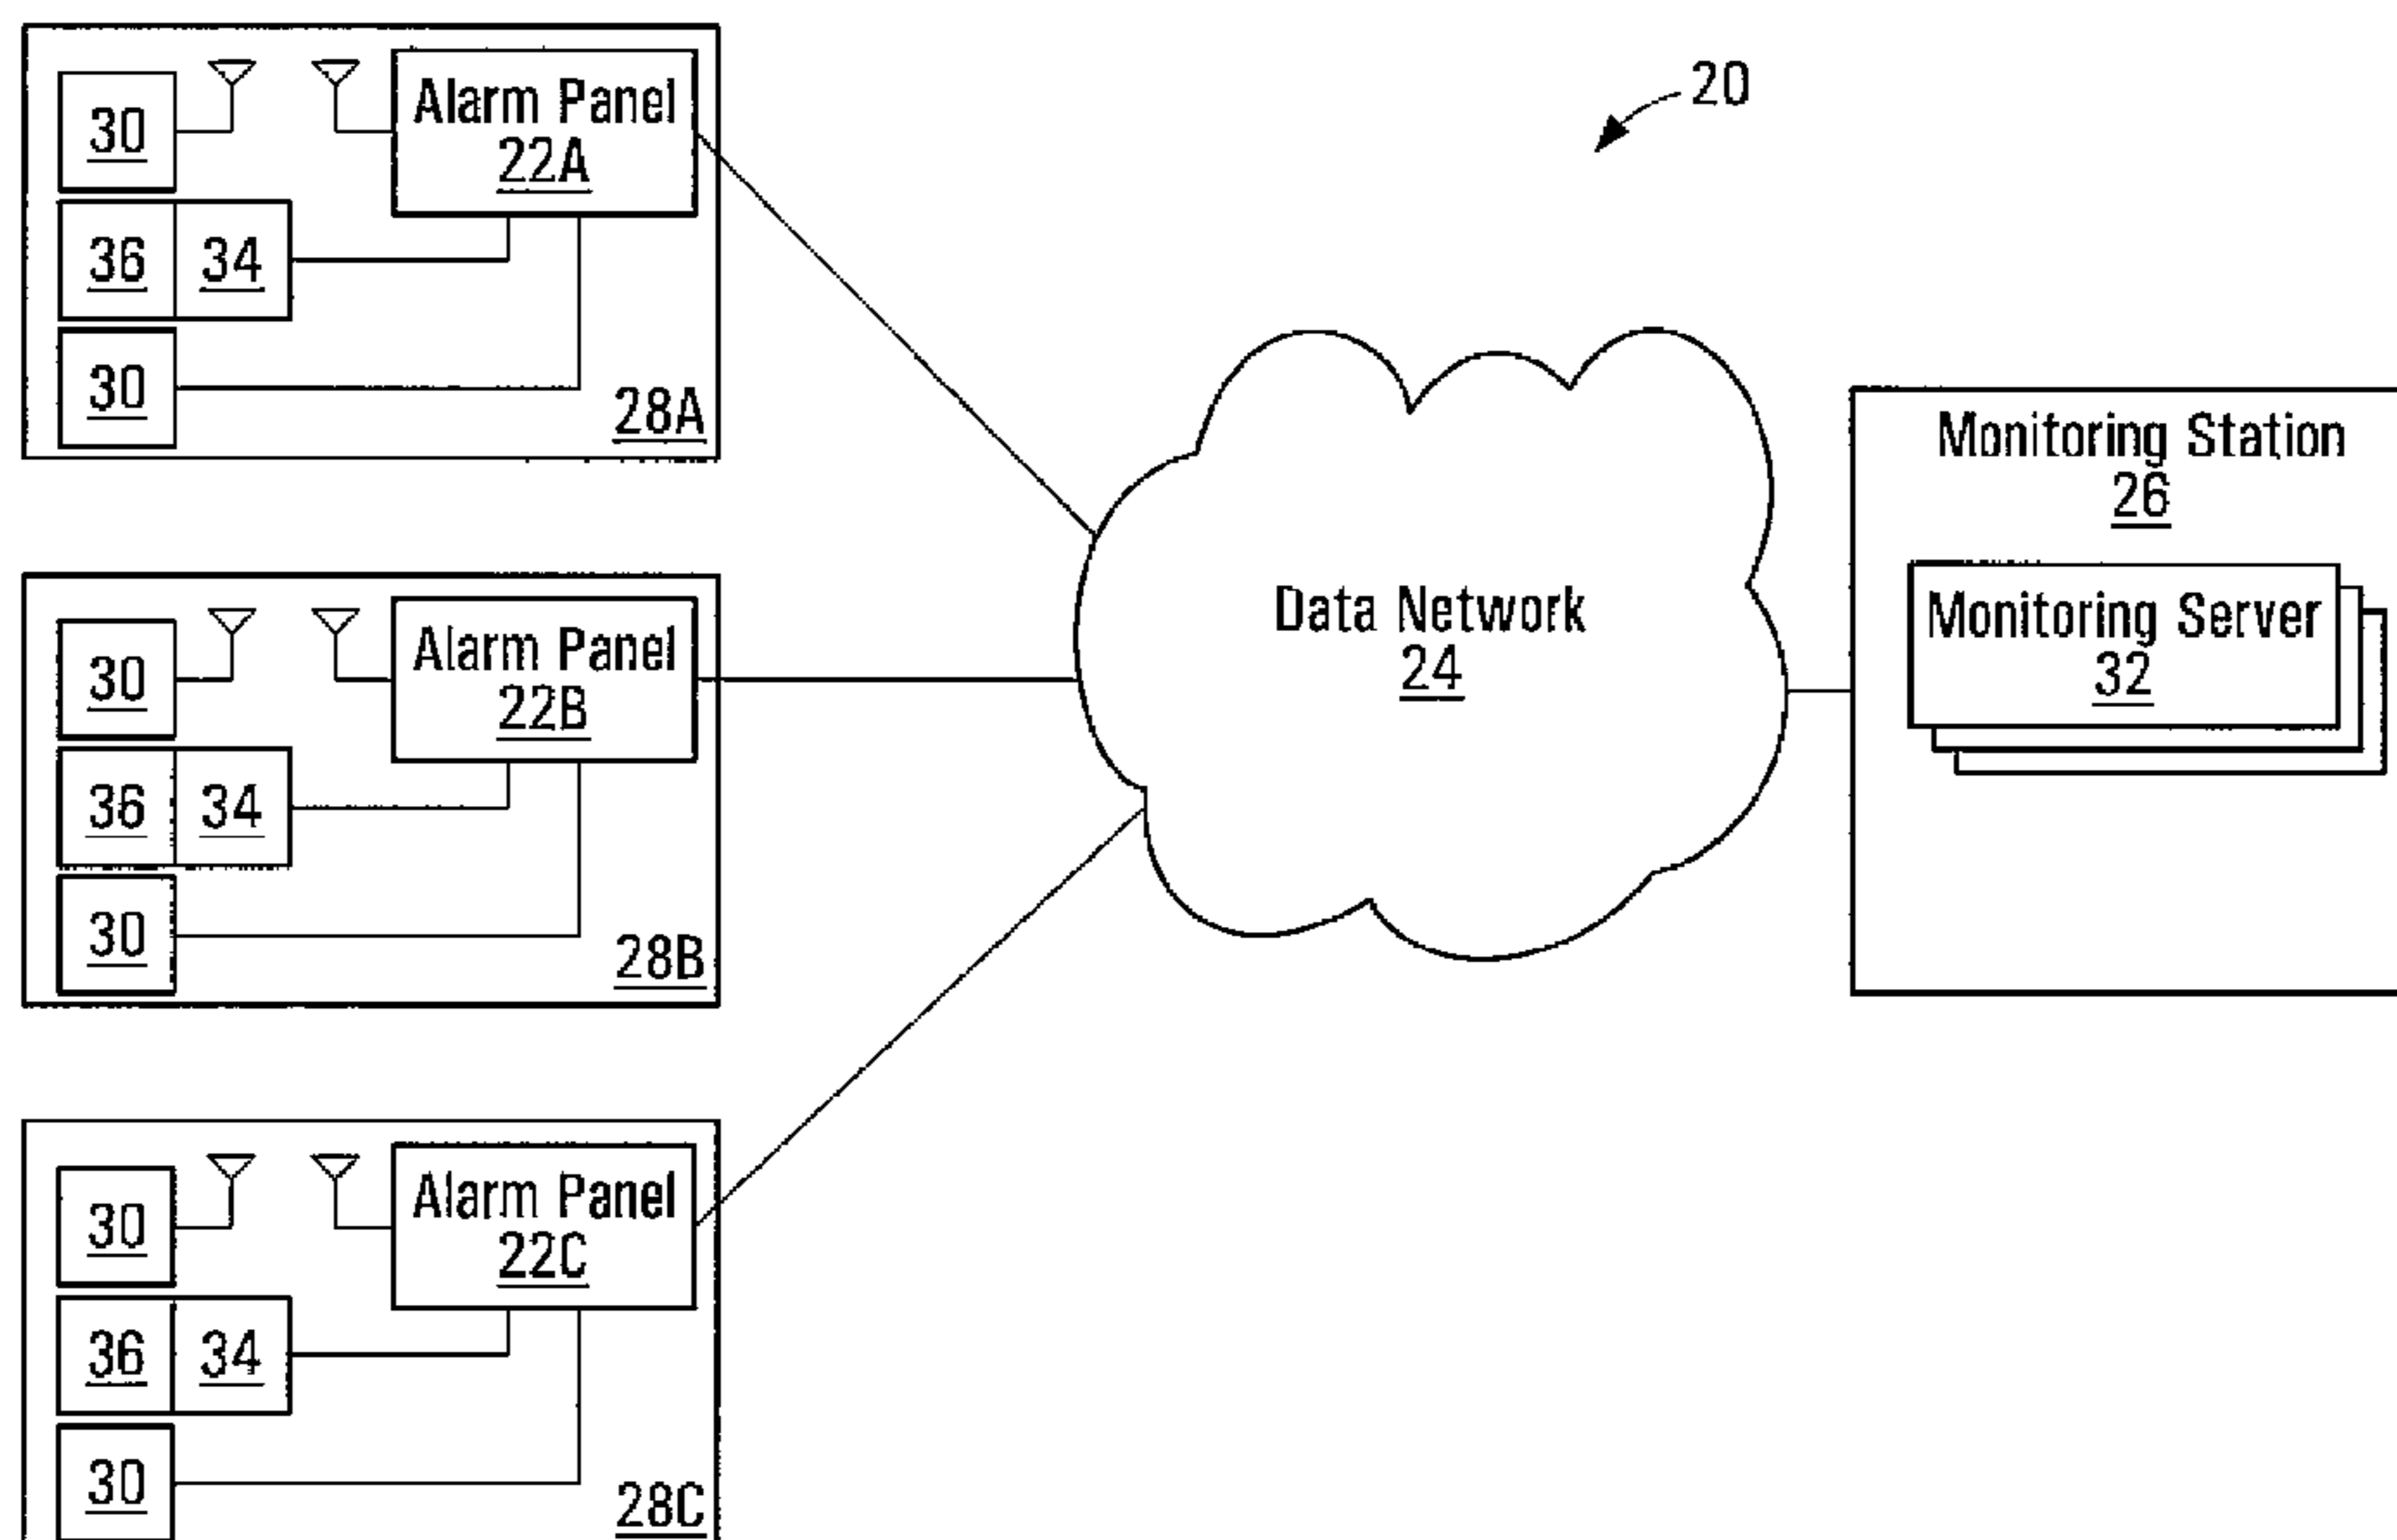 20
30
Alarm Panel
22A
36 34
30
28A
30
Alarm Panel
22B
36 34
30
28B
30
Alarm Panel
22C
36 34
30
28C
Data Network
24
Monitoring Station
26
Monitoring Server
32